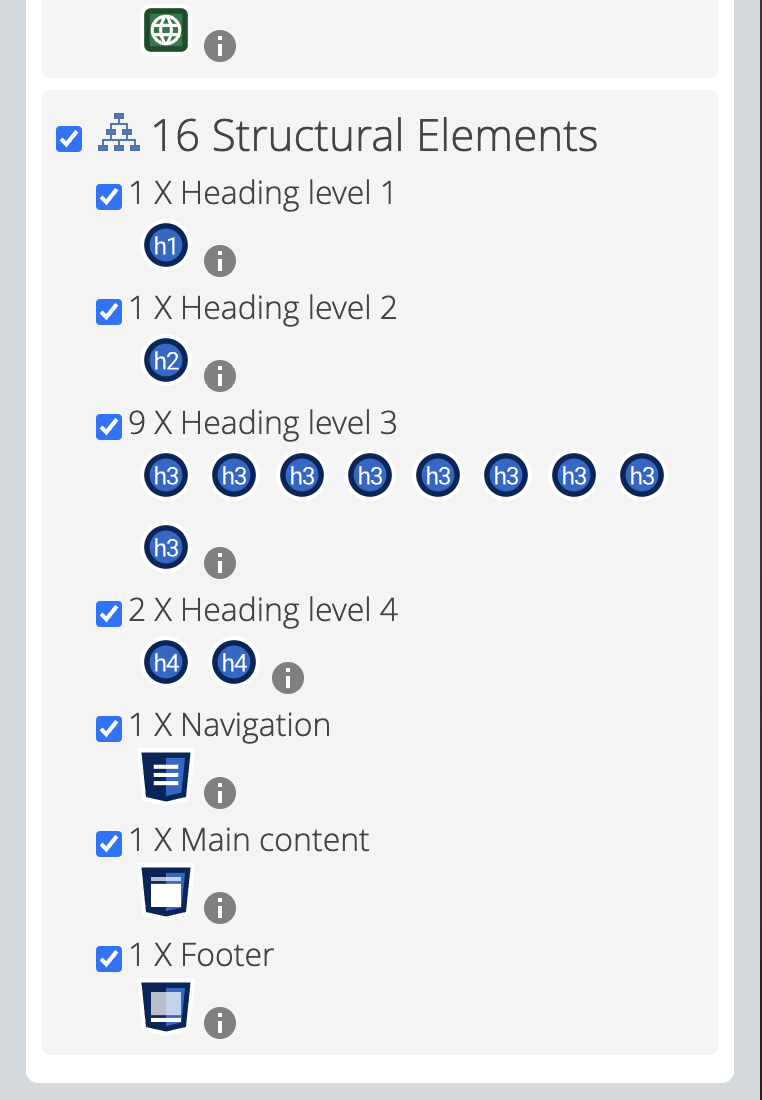 16 Structural Elements
1 X Heading level 1
h1 i
1 X Heading level 2
h2 i
9 X Heading level 3
h3 h3 h3 h3 h3 h3 h3 h3
h3 i
2 X Heading level 4
h4 h4 i
1 X Navigation
i
1 X Main content
i
1 X Footer
i